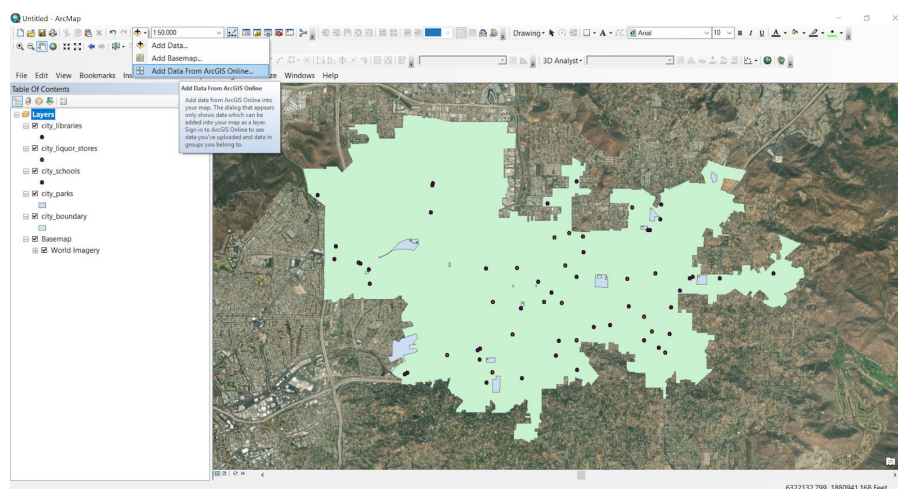 Untitled - ArcMap
1:50,000
Drawing
Arial
10
B I U A
Add Data...
Add Basemap...
Add Data From ArcGIS Online...
3D Analyst
File Edit View Bookmarks Windows Help
Add Data From ArcGIS Online
Add data from ArcGIS Online into
your map. The dialog that appears
only shows data which can be
added into your map as a layer.
Sign in to ArcGIS Online to see
data you've uploaded and data in
groups you belong to.
Table Of Contents
Layers
city_libraries
city_liquor_stores
city_schools
city_parks
city_boundary
Basemap
World Imagery
6322132.799 1880941.168 Feet